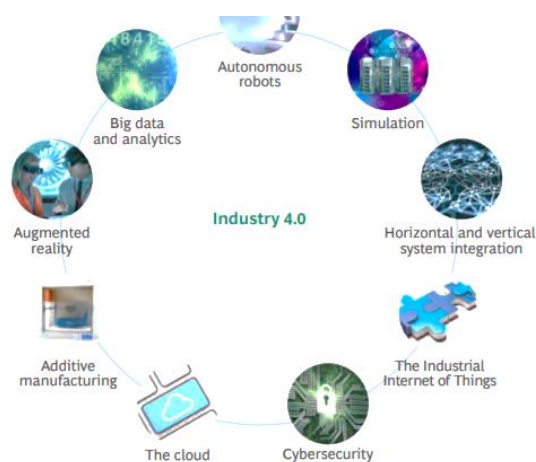 Autonomous
robots
Simulation
Horizontal and vertical
system integration
The Industrial
Internet of Things
Cybersecurity
The cloud
Additive
manufacturing
Augmented
reality
Big data
and analytics
Industry 4.0